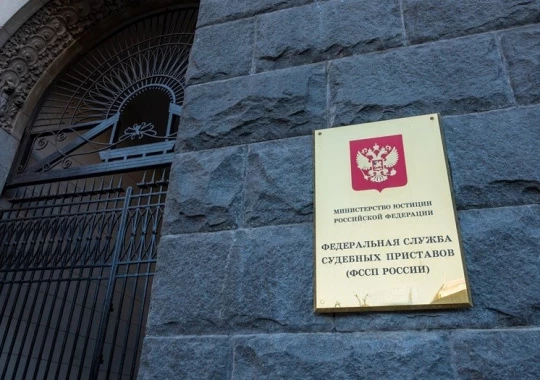 МИНИСТЕРСТВО ЮСТИЦИИ
РОССИЙСКОЙ ФЕДЕРАЦИИ
ФЕДЕРАЛЬНАЯ СЛУЖБА
СУДЕБНЫХ ПРИСТАВОВ
(ФССП РОССИИ)